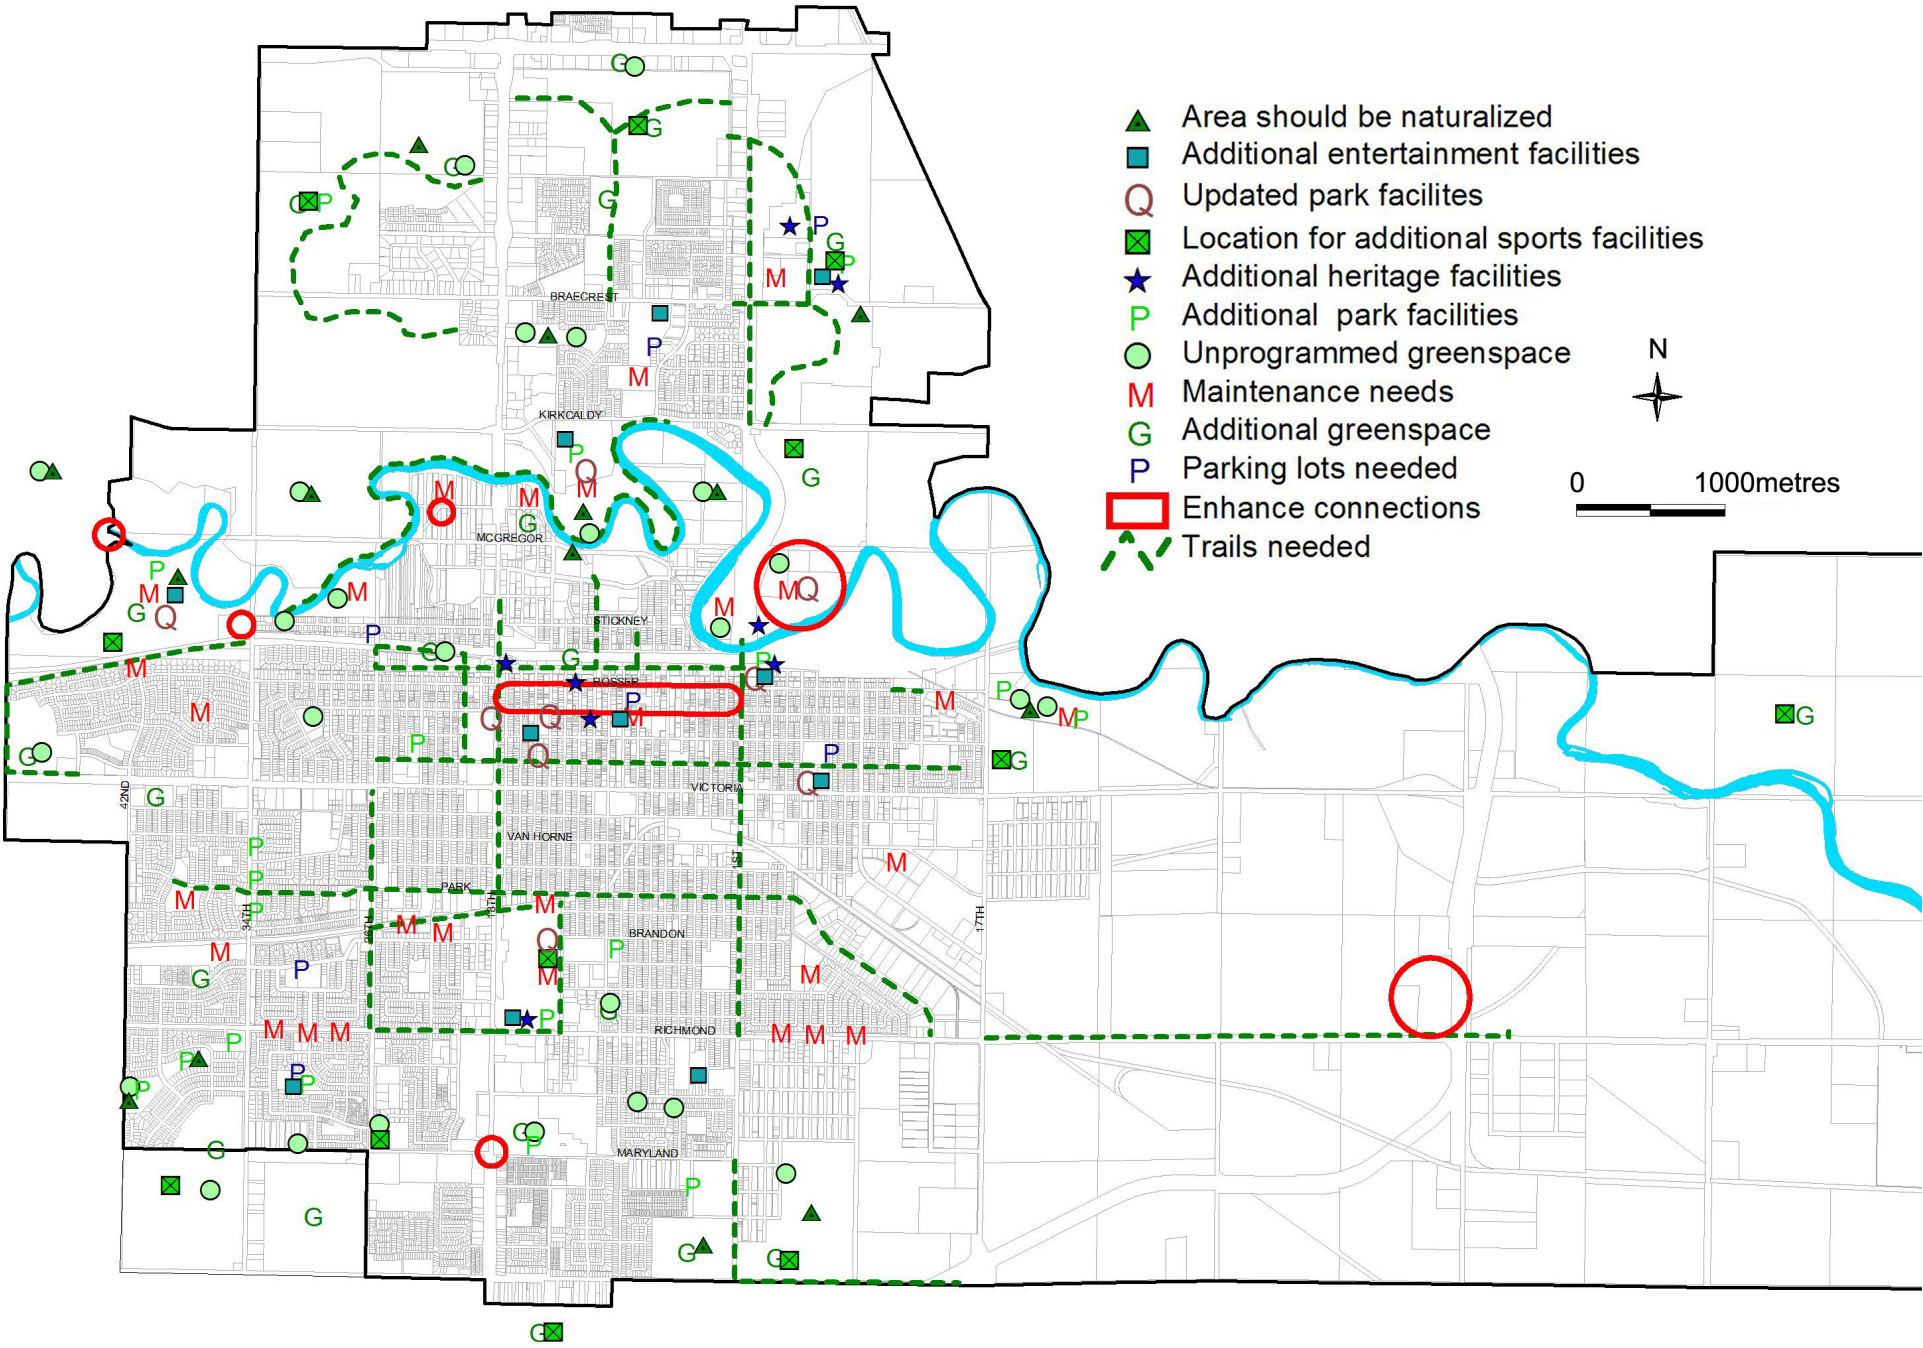 Area should be naturalized
Additional entertainment facilities
Q Updated park facilites
Location for additional sports facilities
Additional heritage facilities
P Additional park facilities
Unprogrammed greenspace
M Maintenance needs
G Additional greenspace
P Parking lots needed
Enhance connections
Trails needed
N
0 1000metres
BRAECREST
KIRKCALDY
MCGREGOR
STICKNEY
ROSSER
VICTORIA
42ND
VAN HORNE
1ST
PARK
18TH
34TH
26TH
17TH
BRANDON
RICHMOND
MARYLAND